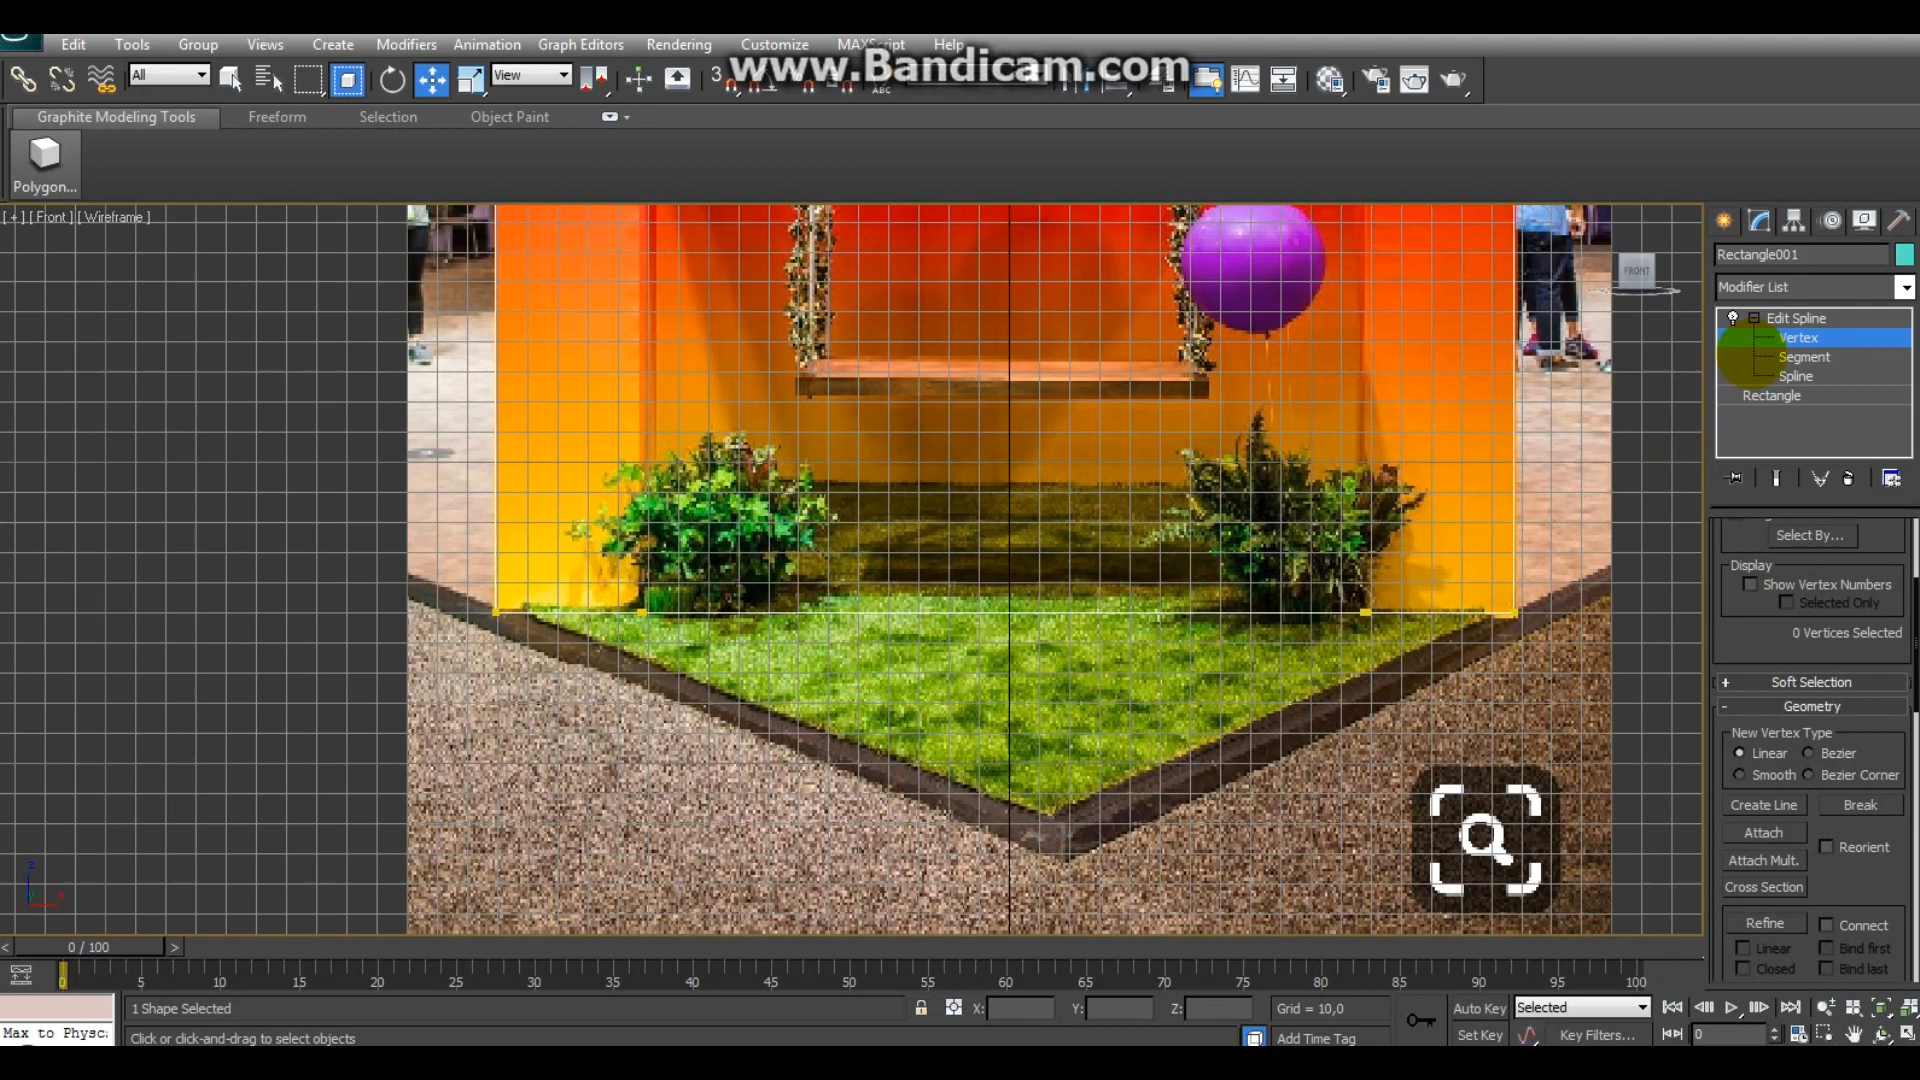 Edit Tools Group Views Create Modifiers Animation Graph Editors Rendering Customize MAXScript Help
www.Bandicam.com
All View 3 ABC
Graphite Modeling Tools Freeform Selection Object Paint
Polygon...
[ + ] [ Front ] [ Wireframe ]
FRONT
Rectangle001
Modifier List
Edit Spline
Vertex
Segment
Spline
Rectangle
Select By...
Display
Show Vertex Numbers
Selected Only
0 Vertices Selected
+ Soft Selection
- Geometry
New Vertex Type
Linear Bezier
Smooth Bezier Corner
Create Line Break
Attach
Reorient
Attach Mult.
Cross Section
Refine Connect
Linear Bind first
Closed Bind last
z
y x
< 0 / 100 >
0 5 10 15 20 25 30 35 40 45 50 55 60 65 70 75 80 85 90 95 100
1 Shape Selected X: Y: Z: Grid = 10,0 Auto Key Selected
Max to Physc: Click or click-and-drag to select objects Add Time Tag Set Key Key Filters... 0